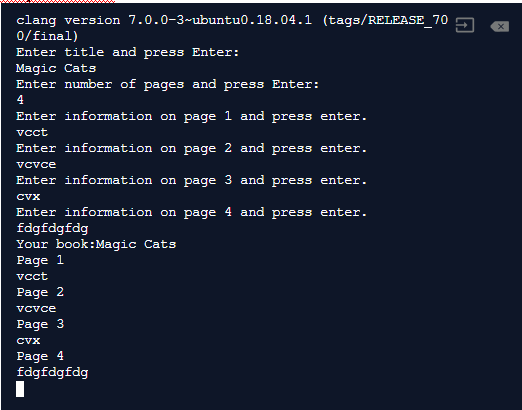 clang version 7.0.0-3~ubuntu0.18.04.1 (tags/RELEASE_70
0/final)
Enter title and press Enter:
Magic Cats
Enter number of pages and press Enter:
4
Enter information on page 1 and press enter.
vcct
Enter information on page 2 and press enter.
vcvce
Enter information on page 3 and press enter.
cvx
Enter information on page 4 and press enter.
fdgfdgfdg
Your book:Magic Cats
Page 1
vcct
Page 2
vcvce
Page 3
cvx
Page 4
fdgfdgfdg